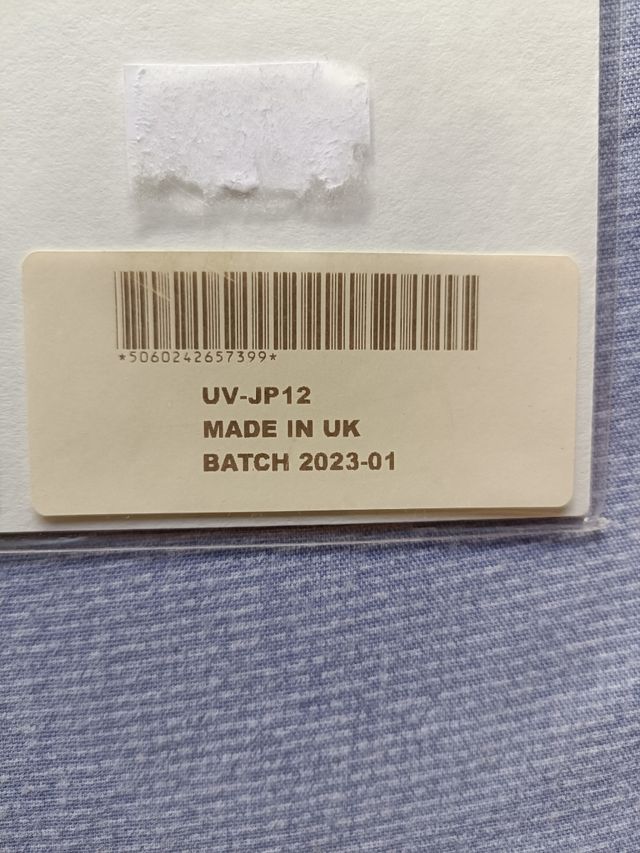 *5060242657399*
UV-JP12
MADE IN UK
BATCH 2023-01